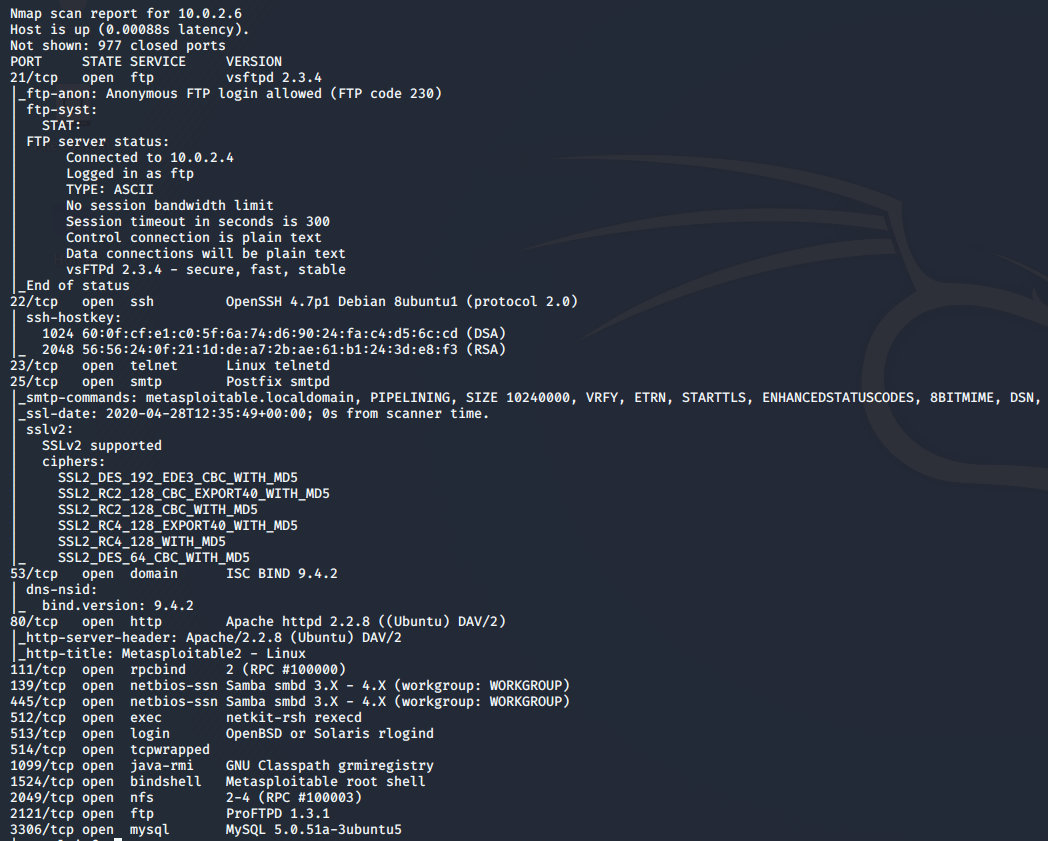 Nmap scan report for 10.0.2.6
Host is up (0.00088s latency).
Not shown: 977 closed ports
PORT     STATE SERVICE     VERSION
21/tcp   open  ftp         vsftpd 2.3.4
|_ftp-anon: Anonymous FTP login allowed (FTP code 230)
| ftp-syst:
|   STAT:
| FTP server status:
|      Connected to 10.0.2.4
|      Logged in as ftp
|      TYPE: ASCII
|      No session bandwidth limit
|      Session timeout in seconds is 300
|      Control connection is plain text
|      Data connections will be plain text
|      vsFTPd 2.3.4 - secure, fast, stable
|_End of status
22/tcp   open  ssh         OpenSSH 4.7p1 Debian 8ubuntu1 (protocol 2.0)
| ssh-hostkey:
|   1024 60:0f:cf:e1:c0:5f:6a:74:d6:90:24:fa:c4:d5:6c:cd (DSA)
|_  2048 56:56:24:0f:21:1d:de:a7:2b:ae:61:b1:24:3d:e8:f3 (RSA)
23/tcp   open  telnet      Linux telnetd
25/tcp   open  smtp        Postfix smtpd
|_smtp-commands: metasploitable.localdomain, PIPELINING, SIZE 10240000, VRFY, ETRN, STARTTLS, ENHANCEDSTATUSCODES, 8BITMIME, DSN,
|_ssl-date: 2020-04-28T12:35:49+00:00; 0s from scanner time.
| sslv2:
|   SSLv2 supported
|   ciphers:
|     SSL2_DES_192_EDE3_CBC_WITH_MD5
|     SSL2_RC2_128_CBC_EXPORT40_WITH_MD5
|     SSL2_RC2_128_CBC_WITH_MD5
|     SSL2_RC4_128_EXPORT40_WITH_MD5
|     SSL2_RC4_128_WITH_MD5
|_    SSL2_DES_64_CBC_WITH_MD5
53/tcp   open  domain      ISC BIND 9.4.2
| dns-nsid:
|_  bind.version: 9.4.2
80/tcp   open  http        Apache httpd 2.2.8 ((Ubuntu) DAV/2)
|_http-server-header: Apache/2.2.8 (Ubuntu) DAV/2
|_http-title: Metasploitable2 - Linux
111/tcp  open  rpcbind     2 (RPC #100000)
139/tcp  open  netbios-ssn Samba smbd 3.X - 4.X (workgroup: WORKGROUP)
445/tcp  open  netbios-ssn Samba smbd 3.X - 4.X (workgroup: WORKGROUP)
512/tcp  open  exec        netkit-rsh rexecd
513/tcp  open  login       OpenBSD or Solaris rlogind
514/tcp  open  tcpwrapped
1099/tcp open  java-rmi    GNU Classpath grmiregistry
1524/tcp open  bindshell   Metasploitable root shell
2049/tcp open  nfs         2-4 (RPC #100003)
2121/tcp open  ftp         ProFTPD 1.3.1
3306/tcp open  mysql       MySQL 5.0.51a-3ubuntu5